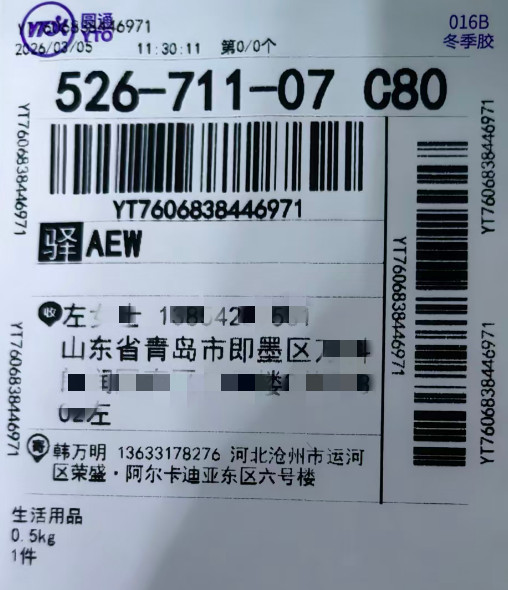 圆通
YTO
016B
冬季胶
2026/03/05 11:30:11 第0/0个
526-711-07 C80
YT7606838446971
驿 AEW
收 左
山东省青岛市即墨区
楼
02左
寄 韩万明 13633178276 河北沧州市运河
区荣盛·阿尔卡迪亚东区六号楼
生活用品
0.5kg
1件
YT7606838446971
YT7606838446971
YT7606838446971
YT7606838446971
YT7606838446971